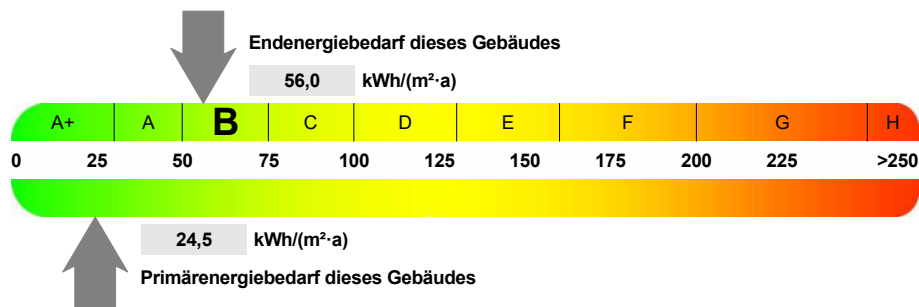 Endenergiebedarf dieses Gebäudes
56,0 kWh/(m²·a)
A+ A B C D E F G H
0 25 50 75 100 125 150 175 200 225 >250
24,5 kWh/(m²·a)
Primärenergiebedarf dieses Gebäudes